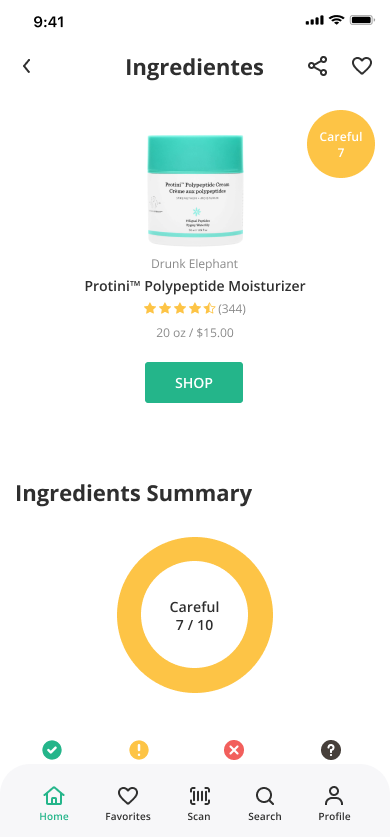 9:41
Ingredientes
Careful
7
Protini™ Polypeptide Cream
Crème aux polypeptides
Drunk Elephant
Protini™ Polypeptide Moisturizer
(344)
20 oz / $15.00
SHOP
Ingredients Summary
Careful
7 / 10
Home
Favorites
Scan
Search
Profile